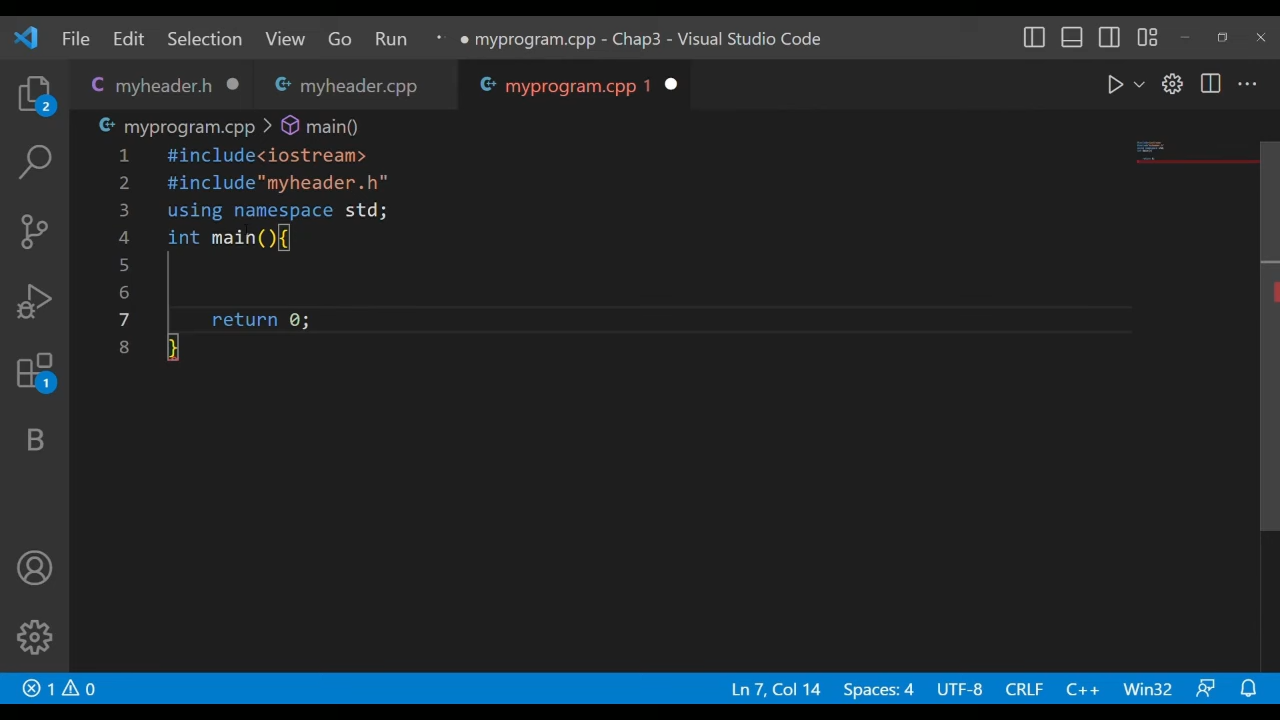 File Edit Selection View Go Run · ● myprogram.cpp - Chap3 - Visual Studio Code
C myheader.h myheader.cpp myprogram.cpp 1
myprogram.cpp > main()
1 #include<iostream>
2 #include"myheader.h"
3 using namespace std;
4 int main(){
5
6
7 return 0;
8 }
2
1
B
1 0 Ln 7, Col 14 Spaces: 4 UTF-8 CRLF C++ Win32